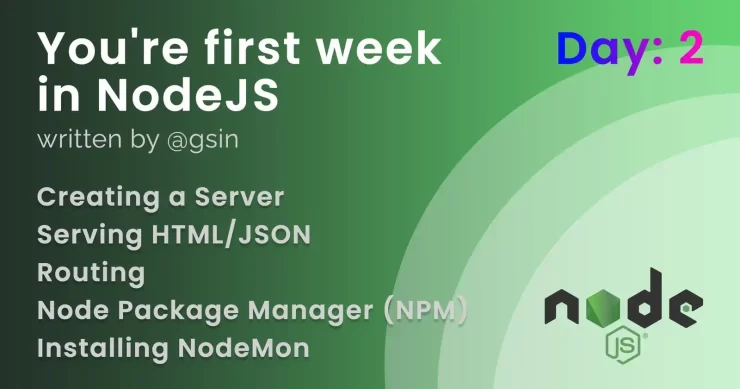 You're first week
in NodeJS
Day: 2
written by @gsin
Creating a Server
Serving HTML/JSON
Routing
Node Package Manager (NPM)
Installing NodeMon
node
JS
®